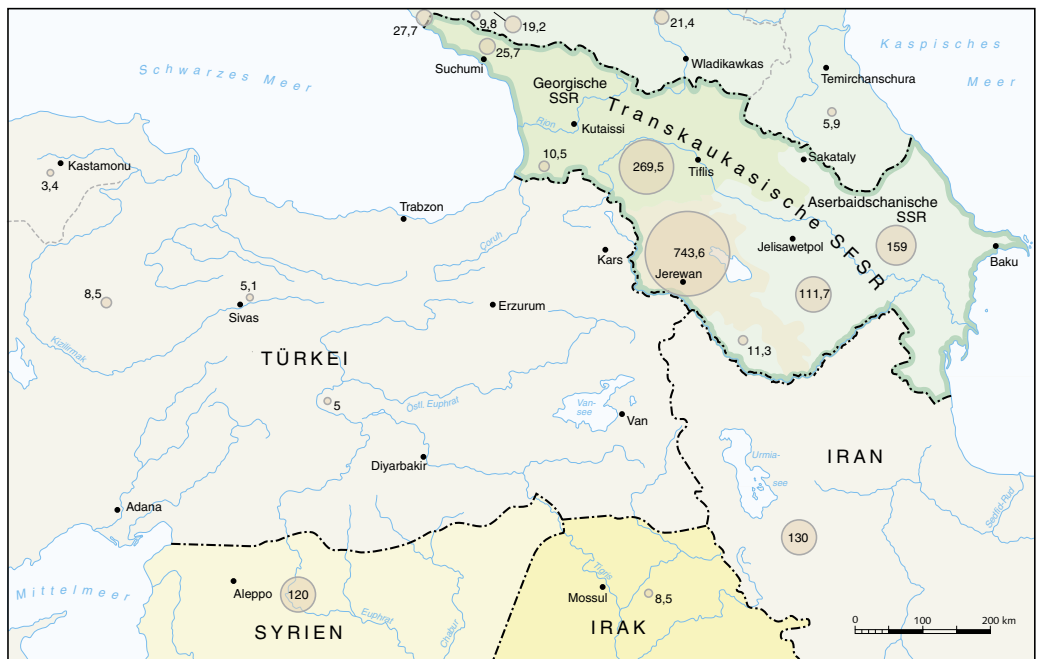 27,7
9,8
19,2
21,4
25,7
Suchumi
Wladikawkas
Kaspisches
Meer
Temirchanschura
Schwarzes Meer
Georgische
SSR
Transkaukasische SFSR
5,9
Rion
Kutaissi
Kastamonu
3,4
10,5
269,5
Tiflis
Sakataly
Trabzon
Aserbaidschanische
SSR
Çoruh
Kars
743,6
Jerewan
Jelisawetpol
159
Baku
8,5
5,1
Sivas
Erzurum
111,7
11,3
Kizilirmak
TÜRKEI
5
Östl. Euphrat
Van-
see
Van
Diyarbakir
Urmia-
see
IRAN
Adana
Seefid-Rud
130
Mittelmeer
Aleppo
120
Euphrat
Chabur
Tigris
Mossul
8,5
SYRIEN
IRAK
0
100
200 km